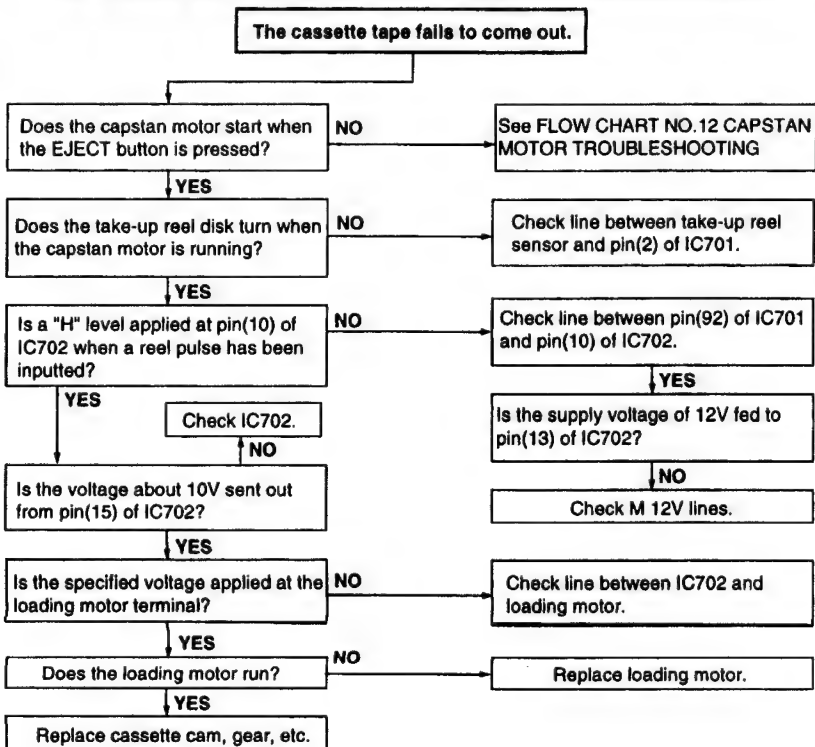 The cassette tape fails to come out.
Does the capstan motor start when
the EJECT button is pressed?
NO
See FLOW CHART NO.12 CAPSTAN
MOTOR TROUBLESHOOTING
YES
Does the take-up reel disk turn when
the capstan motor is running?
NO
Check line between take-up reel
sensor and pin(2) of IC701.
YES
Is a "H" level applied at pin(10) of
IC702 when a reel pulse has been
inputted?
NO
Check line between pin(92) of IC701
and pin(10) of IC702.
YES
YES
Check IC702.
NO
Is the supply voltage of 12V fed to
pin(13) of IC702?
NO
Check M 12V lines.
Is the voltage about 10V sent out
from pin(15) of IC702?
YES
Is the specified voltage applied at the
loading motor terminal?
NO
Check line between IC702 and
loading motor.
YES
Does the loading motor run?
NO
Replace loading motor.
YES
Replace cassette cam, gear, etc.